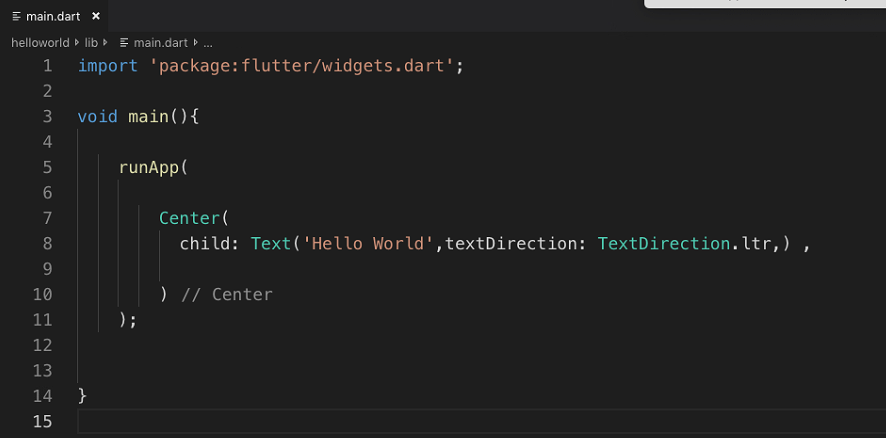 main.dart ×
helloworld ▸ lib ▸ main.dart ▸ ...
1 import 'package:flutter/widgets.dart';
2
3 void main(){
4
5 runApp(
6
7 Center(
8 child: Text('Hello World',textDirection: TextDirection.ltr,) ,
9
10 ) // Center
11 );
12
13
14 }
15